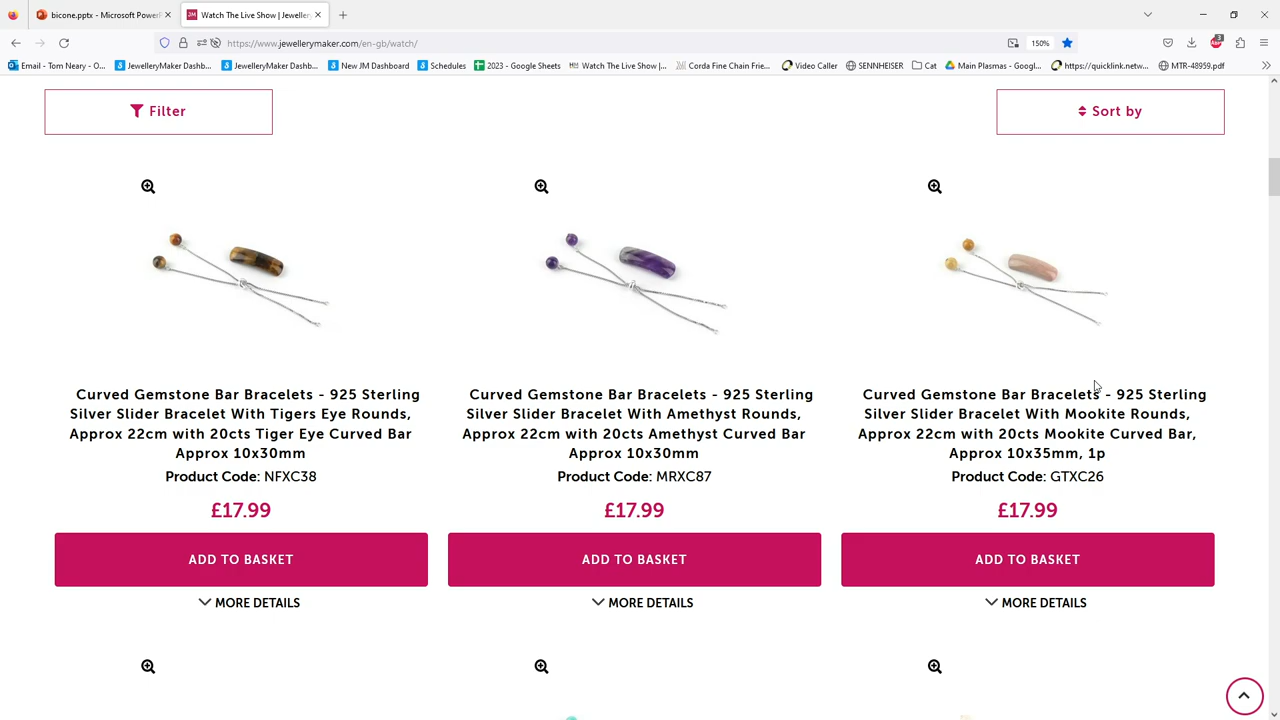 bicone.pptx - Microsoft PowerP
Watch The Live Show | Jeweller
https://www.jewellerymaker.com/en-gb/watch/
150%
Email - Tom Neary - O...
JewelleryMaker Dashb...
JewelleryMaker Dashb...
New JM Dashboard
Schedules
2023 - Google Sheets
Watch The Live Show |...
Corda Fine Chain Frie...
Video Caller
SENNHEISER
Cat
Main Plasmas - Googl...
https://quicklink.netw...
MTR-48959.pdf
Filter
Sort by
Curved Gemstone Bar Bracelets - 925 Sterling
Silver Slider Bracelet With Tigers Eye Rounds,
Approx 22cm with 20cts Tiger Eye Curved Bar
Approx 10x30mm
Product Code: NFXC38
£17.99
ADD TO BASKET
MORE DETAILS
Curved Gemstone Bar Bracelets - 925 Sterling
Silver Slider Bracelet With Amethyst Rounds,
Approx 22cm with 20cts Amethyst Curved Bar
Approx 10x30mm
Product Code: MRXC87
£17.99
ADD TO BASKET
MORE DETAILS
Curved Gemstone Bar Bracelets - 925 Sterling
Silver Slider Bracelet With Mookite Rounds,
Approx 22cm with 20cts Mookite Curved Bar,
Approx 10x35mm, 1p
Product Code: GTXC26
£17.99
ADD TO BASKET
MORE DETAILS